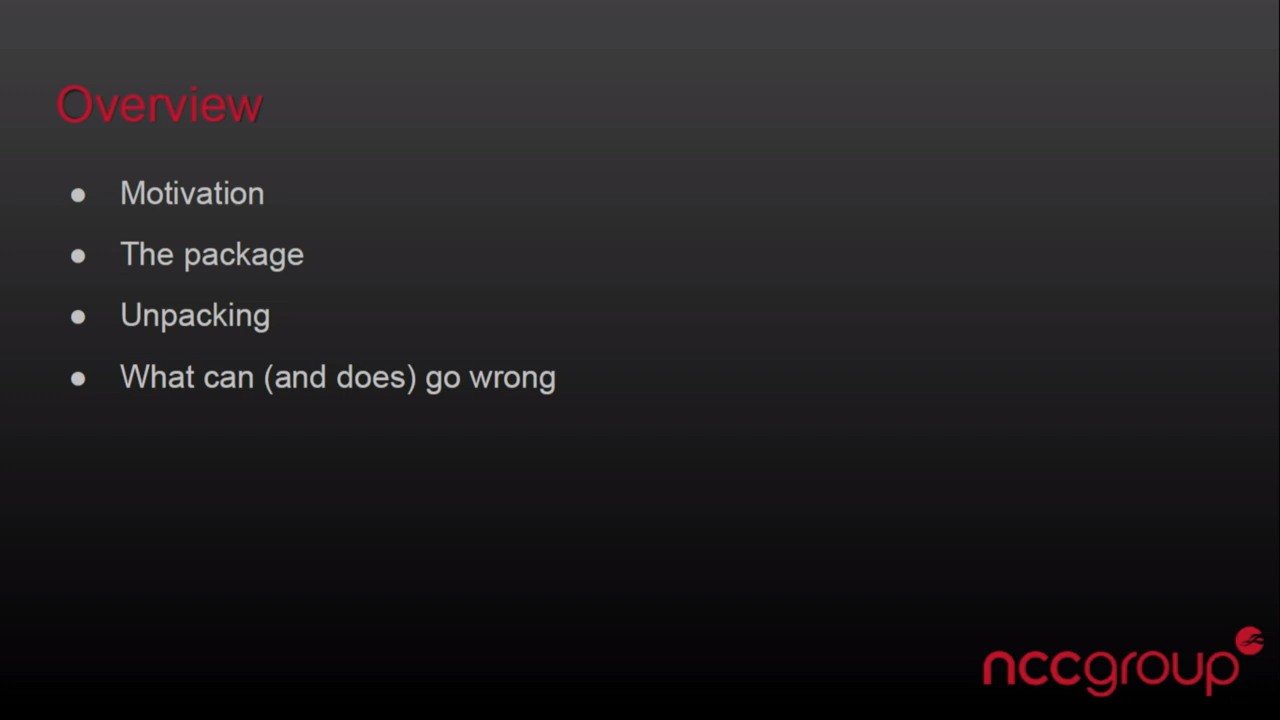 Overview
● Motivation
● The package
● Unpacking
● What can (and does) go wrong
nccgroup